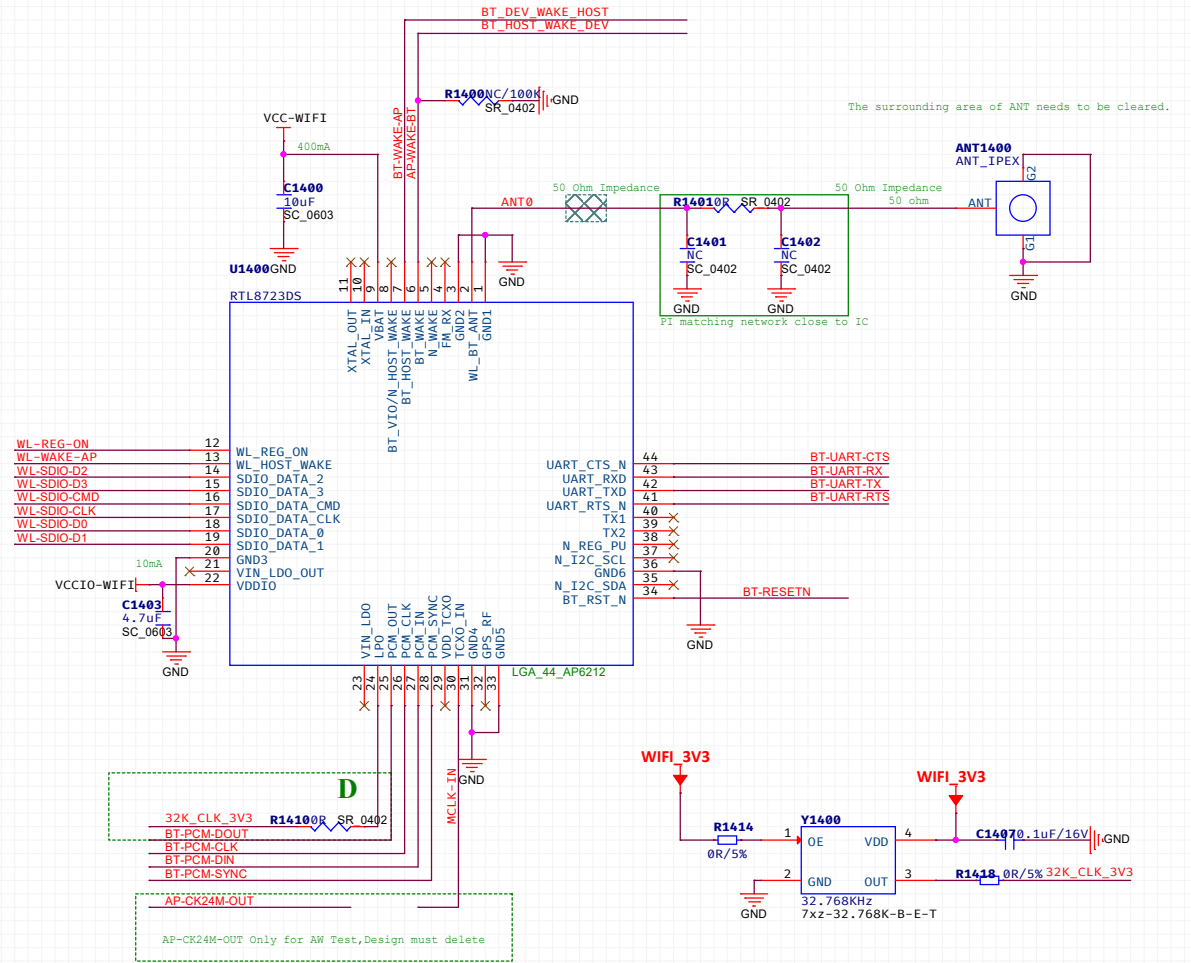 BT_DEV_WAKE_HOST
BT_HOST_WAKE_DEV
R1400 NC/100K
SR_0402
GND
BT-WAKE-AP
AP-WAKE-BT
The surrounding area of ANT needs to be cleared.
VCC-WIFI
400mA
C1400
10uF
SC_0603
GND
ANT1400
ANT_IPEX
G2
ANT
G1
GND
50 Ohm Impedance
50 Ohm Impedance
50 ohm
ANT0
R1401 0R SR_0402
C1401
NC
SC_0402
GND
C1402
NC
SC_0402
GND
PI matching network close to IC
GND
U1400
RTL8723DS
11 10 9 8 7 6 5 4 3 2 1
XTAL_OUT
XTAL_IN
VBAT
BT_VIO/N_HOST_WAKE
BT_HOST_WAKE
BT_WAKE
N_WAKE
FM_RX
GND2
WL_BT_ANT
GND1
WL-REG-ON 12 WL_REG_ON
WL-WAKE-AP 13 WL_HOST_WAKE
WL-SDIO-D2 14 SDIO_DATA_2
WL-SDIO-D3 15 SDIO_DATA_3
WL-SDIO-CMD 16 SDIO_DATA_CMD
WL-SDIO-CLK 17 SDIO_DATA_CLK
WL-SDIO-D0 18 SDIO_DATA_0
WL-SDIO-D1 19 SDIO_DATA_1
20 GND3
21 VIN_LDO_OUT
22 VDDIO
10mA
VCCIO-WIFI
C1403
4.7uF
SC_0603
GND
UART_CTS_N 44 BT-UART-CTS
UART_RXD 43 BT-UART-RX
UART_TXD 42 BT-UART-TX
UART_RTS_N 41 BT-UART-RTS
TX1 40
TX2 39
N_REG_PU 38
N_I2C_SCL 37
GND6 36
N_I2C_SDA 35
BT_RST_N 34 BT-RESETN
GND
VIN_LDO
LPO
PCM_OUT
PCM_CLK
PCM_IN
PCM_SYNC
VDD_TCXO
TCXO_IN
GND4
GPS_RF
GND5
23 24 25 26 27 28 29 30 31 32 33
LGA_44_AP6212
GND
MCLK-IN
D
32K_CLK_3V3 R1410 0R SR_0402
BT-PCM-DOUT
BT-PCM-CLK
BT-PCM-DIN
BT-PCM-SYNC
AP-CK24M-OUT
AP-CK24M-OUT Only for AW Test,Design must delete
WIFI_3V3
WIFI_3V3
R1414
0R/5%
Y1400
1 OE VDD 4
2 GND OUT 3
GND
32.768KHz
7xz-32.768K-B-E-T
C1407 0.1uF/16V GND
R1418 0R/5% 32K_CLK_3V3